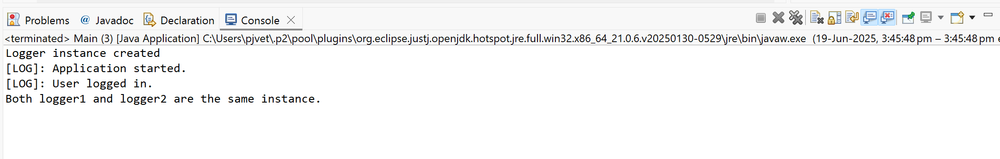 Problems @ Javadoc Declaration Console
<terminated> Main (3) [Java Application] C:\Users\pjvet\.p2\pool\plugins\org.eclipse.justj.openjdk.hotspot.jre.full.win32.x86_64_21.0.6.v20250130-0529\jre\bin\javaw.exe (19-Jun-2025, 3:45:48 pm – 3:45:48 pm e
Logger instance created
[LOG]: Application started.
[LOG]: User logged in.
Both logger1 and logger2 are the same instance.